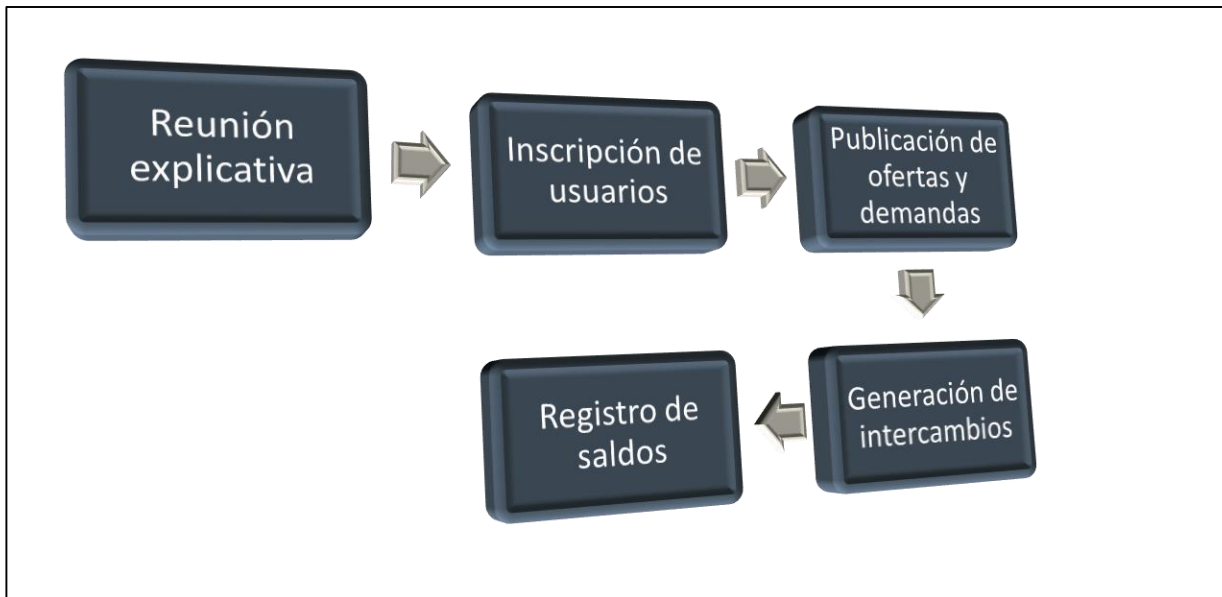 Reunión
explicativa
Inscripción de
usuarios
Publicación de
ofertas y
demandas
Generación de
intercambios
Registro de
saldos